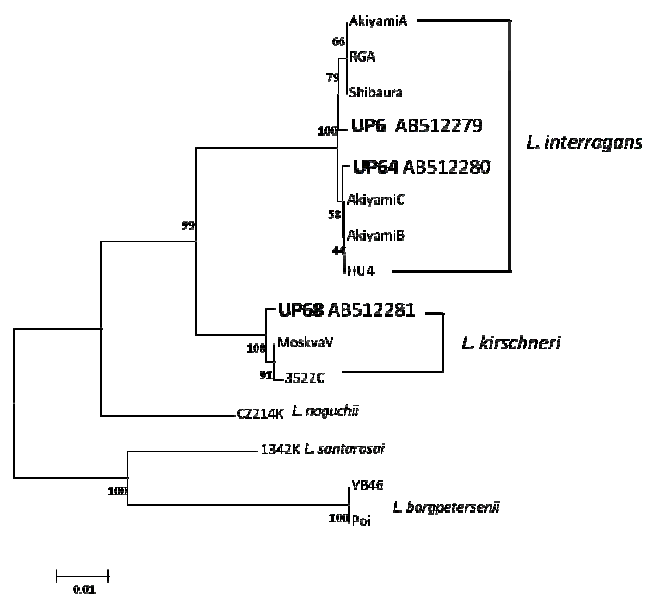 AkiyamiA
66
RGA
79
Shibaura
100 UP6 AB512279
L. interrogans
UP64 AB512280
AkiyamiC
58
99
AkiyamiB
44
HU4
UP68 AB512281
MoskvaV
L. kirschneri
100
91 3522C
CZ214K L. noguchii
1342K L. santarosai
VB46
100
L. borgpetersenii
100 Poi
0.01